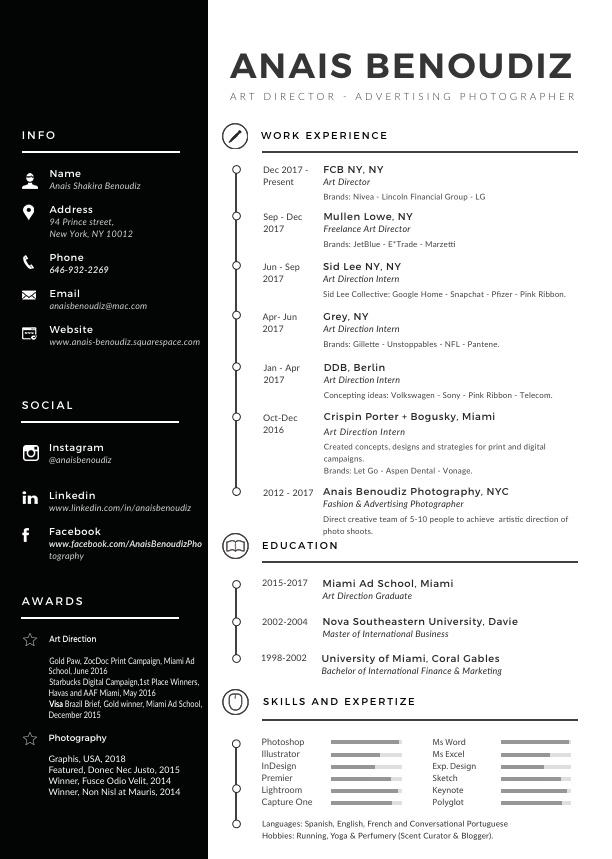 ANAIS BENOUDIZ
ART DIRECTOR - ADVERTISING PHOTOGRAPHER
INFO
Name
Anais Shakira Benoudiz
Address
94 Prince street,
New York, NY 10012
Phone
646-932-2269
Email
anaisbenoudiz@mac.com
Website
www.anais-benoudiz.squarespace.com
SOCIAL
Instagram
@anaisbenoudiz
Linkedin
www.linkedin.com/in/anaisbenoudiz
Facebook
www.facebook.com/AnaisBenoudizPho
tography
AWARDS
Art Direction
Gold Paw, ZocDoc Print Campaign, Miami Ad
School, June 2016
Starbucks Digital Campaign,1st Place Winners,
Havas and AAF Miami, May 2016
Visa Brazil Brief, Gold winner, Miami Ad School,
December 2015
Photography
Graphis, USA, 2018
Featured, Donec Nec Justo, 2015
Winner, Fusce Odio Velit, 2014
Winner, Non Nisl at Mauris, 2014
WORK EXPERIENCE
Dec 2017 - Present
FCB NY, NY
Art Director
Brands: Nivea - Lincoln Financial Group - LG
Sep - Dec 2017
Mullen Lowe, NY
Freelance Art Director
Brands: JetBlue - E*Trade - Marzetti
Jun - Sep 2017
Sid Lee NY, NY
Art Direction Intern
Sid Lee Collective: Google Home - Snapchat - Pfizer - Pink Ribbon.
Apr- Jun 2017
Grey, NY
Art Direction Intern
Brands: Gillette - Unstoppables - NFL - Pantene.
Jan - Apr 2017
DDB, Berlin
Art Direction Intern
Concepting ideas: Volkswagen - Sony - Pink Ribbon - Telecom.
Oct-Dec 2016
Crispin Porter + Bogusky, Miami
Art Direction Intern
Created concepts, designs and strategies for print and digital
campaigns.
Brands: Let Go - Aspen Dental - Vonage.
2012 - 2017
Anais Benoudiz Photography, NYC
Fashion & Advertising Photographer
Direct creative team of 5-10 people to achieve artistic direction of
photo shoots.
EDUCATION
2015-2017
Miami Ad School, Miami
Art Direction Graduate
2002-2004
Nova Southeastern University, Davie
Master of International Business
1998-2002
University of Miami, Coral Gables
Bachelor of International Finance & Marketing
SKILLS AND EXPERTIZE
Photoshop
Illustrator
InDesign
Premier
Lightroom
Capture One
Ms Word
Ms Excel
Exp. Design
Sketch
Keynote
Polyglot
Languages: Spanish, English, French and Conversational Portuguese
Hobbies: Running, Yoga & Perfumery (Scent Curator & Blogger).